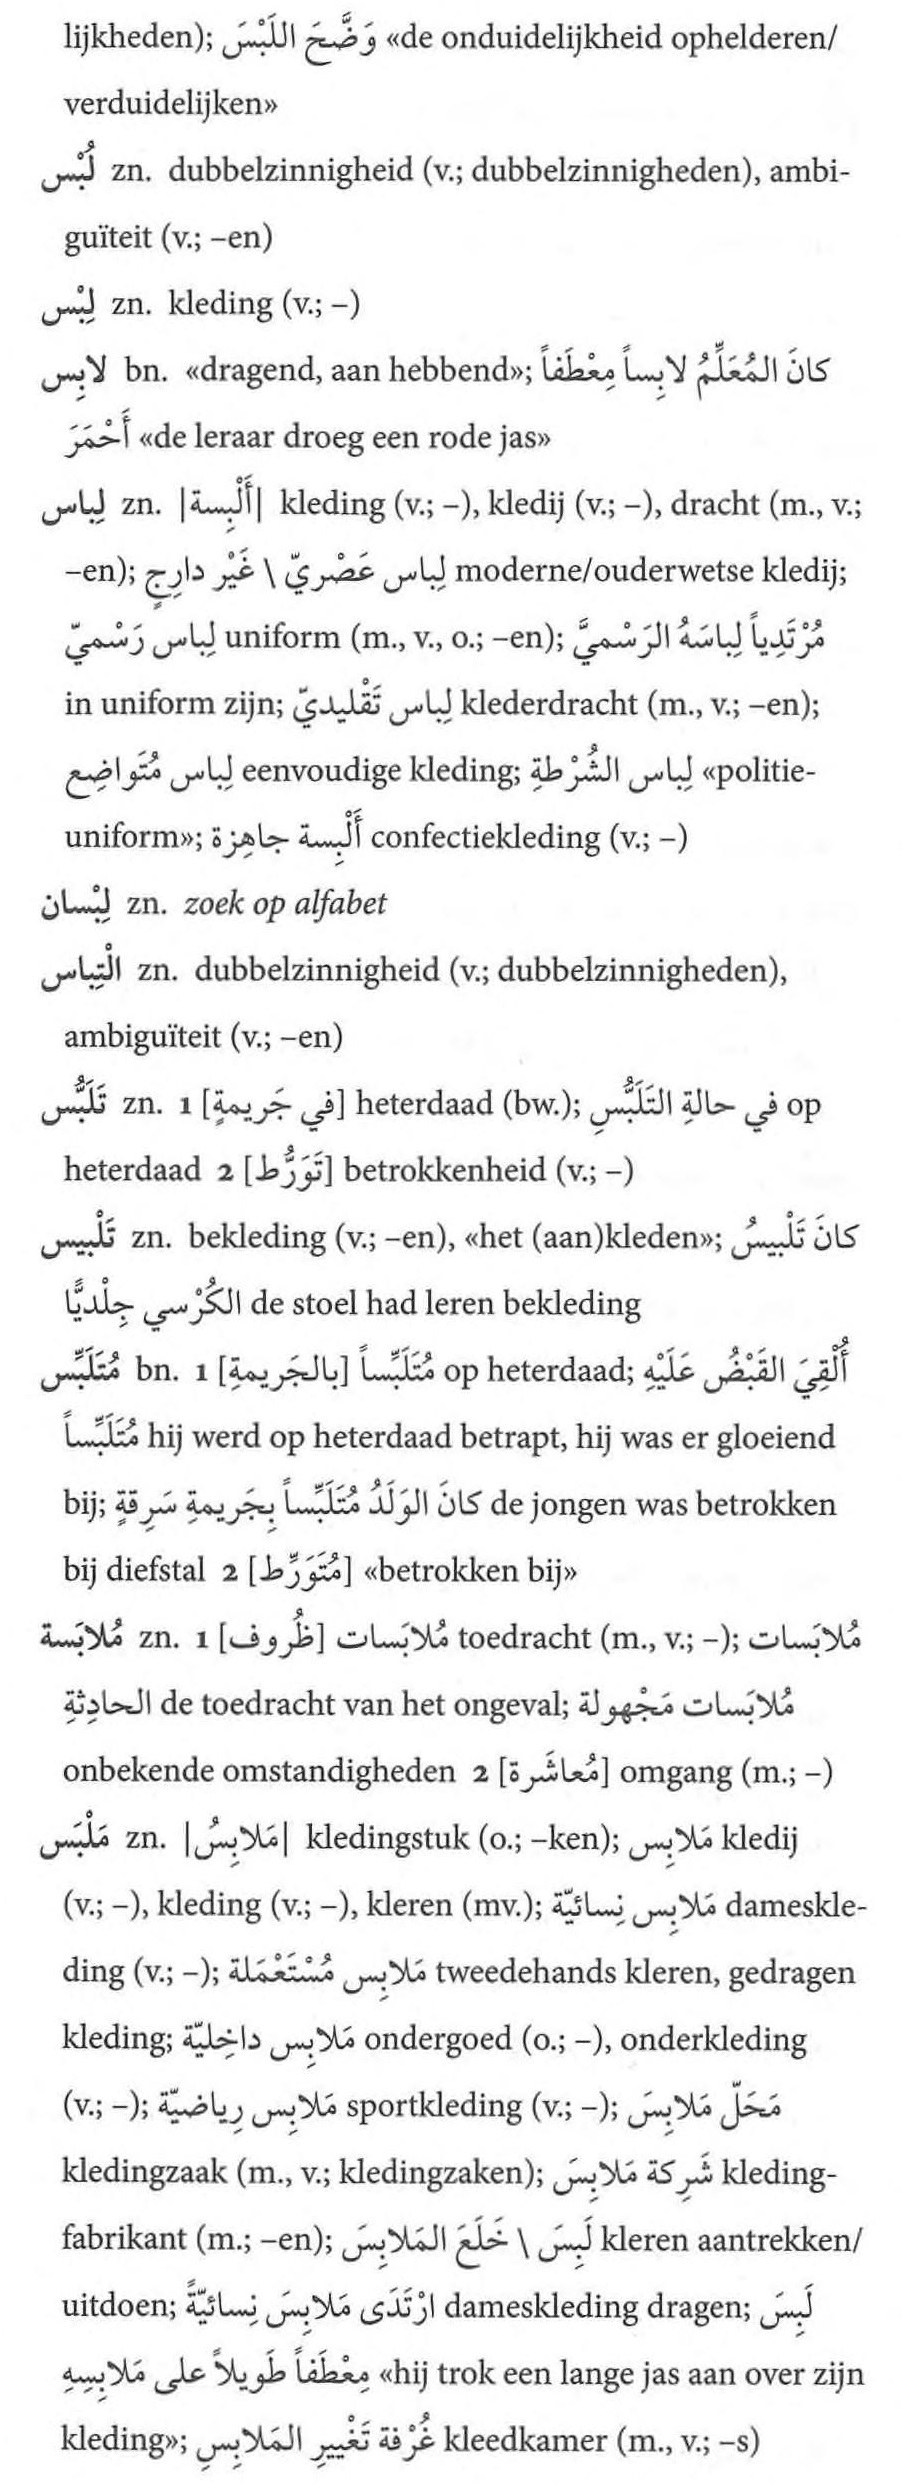 lijkheden); وَضَّحَ اللَبْسَ «de onduidelijkheid ophelderen/
verduidelijken»
لُبْس zn. dubbelzinnigheid (v.; dubbelzinnigheden), ambi-
guïteit (v.; –en)
لِبْس zn. kleding (v.; –)
لابِس bn. «dragend, aan hebbend»; كانَ المُعَلِّمُ لابِساً مِعْطَفاً
أَحْمَرَ «de leraar droeg een rode jas»
لِباس zn. |أَلْبِسة| kleding (v.; –), kledij (v.; –), dracht (m., v.;
–en); لِباس عَصْريّ \ غَيْر دارِجٍ moderne/ouderwetse kledij;
لِباس رَسْميّ uniform (m., v., o.; –en); مُرْتَدِياً لِباسَهُ الرَسْميَّ
in uniform zijn; لِباس تَقْليديّ klederdracht (m., v.; –en);
لِباس مُتَواضِع eenvoudige kleding; لِباس الشُرْطةِ «politie-
uniform»; أَلْبِسة جاهِزة confectiekleding (v.; –)
لِبْسان zn. zoek op alfabet
الْتِباس zn. dubbelzinnigheid (v.; dubbelzinnigheden),
ambiguïteit (v.; –en)
تَلَبُّس zn. 1 [في جَريمةٍ] heterdaad (bw.); في حالةِ التَلَبُّسِ op
heterdaad 2 [تَوَرُّط] betrokkenheid (v.; –)
تَلْبيس zn. bekleding (v.; –en), «het (aan)kleden»; كانَ تَلْبيسُ
الكُرْسي جِلْديًّا de stoel had leren bekleding
مُتَلَبِّس bn. 1 [بالجَريمةِ] مُتَلَبِّساً op heterdaad; أُلْقِيَ القَبْضُ عَلَيْهِ
مُتَلَبِّساً hij werd op heterdaad betrapt, hij was er gloeiend
bij; كانَ الوَلَدُ مُتَلَبِّساً بِجَريمةِ سَرِقةٍ de jongen was betrokken
bij diefstal 2 [مُتَوَرِّط] «betrokken bij»
مُلابَسة zn. 1 [ظُروف] مُلابَسات toedracht (m., v.; –); مُلابَسات
الحادِثةِ de toedracht van het ongeval; مُلابَسات مَجْهولة
onbekende omstandigheden 2 [مُعاشَرة] omgang (m.; –)
مَلْبَس zn. |مَلابِسُ| kledingstuk (o.; –ken); مَلابِس kledij
(v.; –), kleding (v.; –), kleren (mv.); مَلابِس نِسائيّة dameskle-
ding (v.; –); مَلابِس مُسْتَعْمَلة tweedehands kleren, gedragen
kleding; مَلابِس داخِليّة ondergoed (o.; –), onderkleding
(v.; –); مَلابِس رِياضيّة sportkleding (v.; –); مَحَلّ مَلابِسَ
kledingzaak (m., v.; kledingzaken); شَرِكة مَلابِسَ kleding-
fabrikant (m.; –en); لَبِسَ \ خَلَعَ المَلابِسَ kleren aantrekken/
uitdoen; ارْتَدَى مَلابِسَ نِسائيّةً dameskleding dragen; لَبِسَ
مِعْطَفاً طَويلاً على مَلابِسِهِ «hij trok een lange jas aan over zijn
kleding»; غُرْفة تَغْييرِ المَلابِسِ kleedkamer (m., v.; –s)